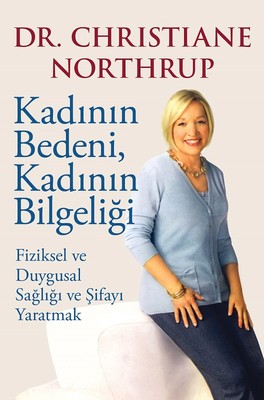 DR. CHRISTIANE
NORTHRUP
Kadının
Bedeni,
Kadının
Bilgeliği
Fiziksel ve
Duygusal
Sağlığı ve Şifayı
Yaratmak